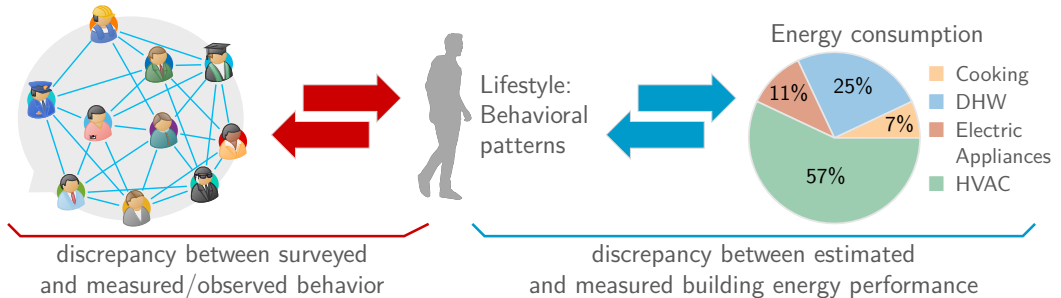 Lifestyle:
Behavioral
patterns
Energy consumption
11%
25%
7%
57%
Cooking
DHW
Electric
Appliances
HVAC
discrepancy between surveyed
and measured/observed behavior
discrepancy between estimated
and measured building energy performance